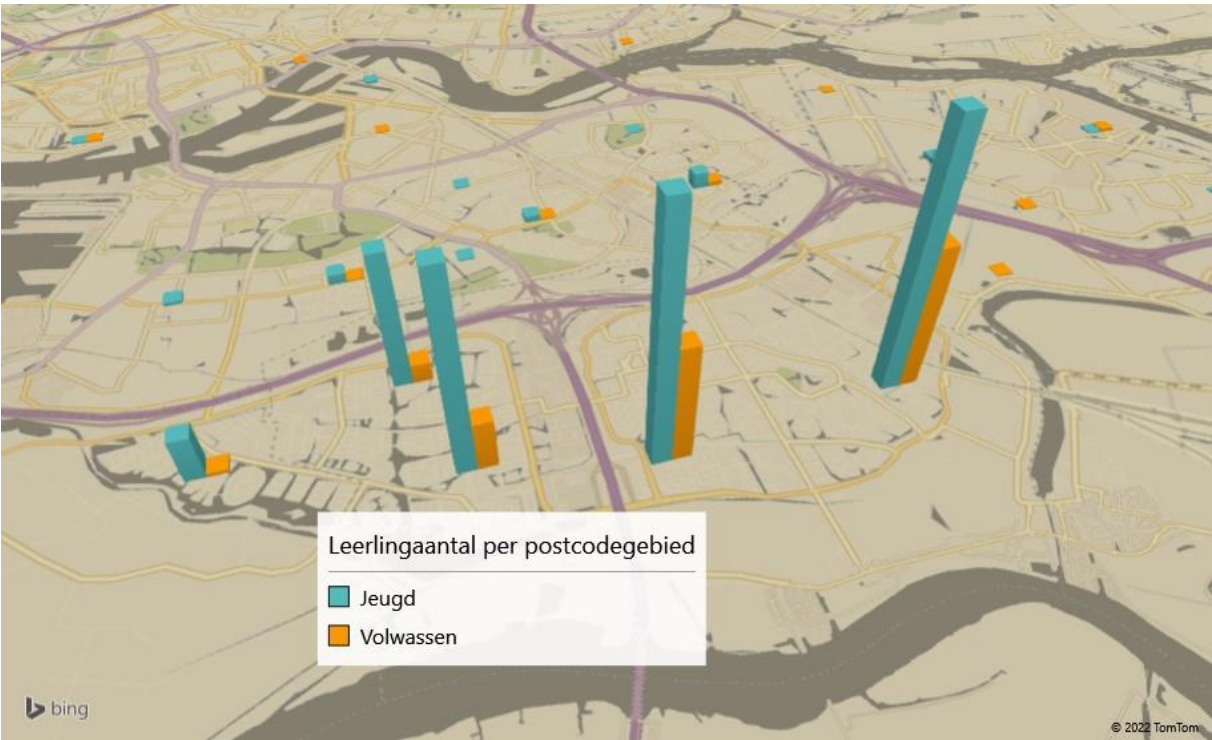 Leerlingaantal per postcodegebied
Jeugd
Volwassen
bing
© 2022 TomTom